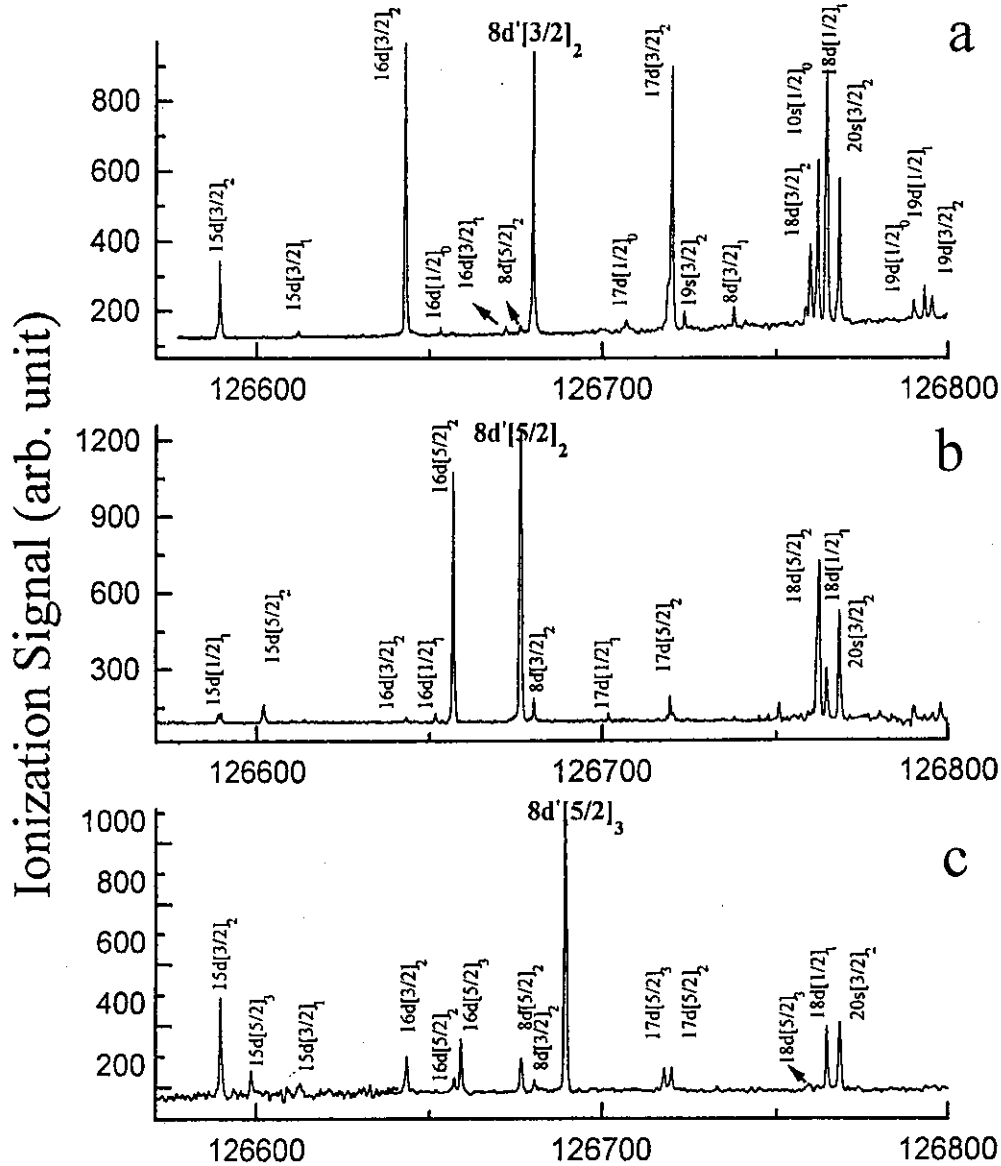 Ionization Signal (arb. unit)
a
800
600
400
200
15d[3/2]2
15d[3/2]1
16d[3/2]2
16d[1/2]0
16d[3/2]1
8d[5/2]2
8d'[3/2]2
17d[1/2]0
17d[3/2]2
19s[3/2]2
8d[3/2]1
18d[3/2]2
10s[1/2]0
18d[1/2]1
20s[3/2]2
19d[1/2]0
19d[1/2]1
19d[3/2]2
126600
126700
126800
b
1200
900
600
300
15d[1/2]1
15d[5/2]2
16d[3/2]2
16d[1/2]1
16d[5/2]2
8d'[5/2]2
8d[3/2]2
17d[1/2]1
17d[5/2]2
18d[5/2]2
18d[1/2]1
20s[3/2]2
126600
126700
126800
c
1000
800
600
400
200
15d[3/2]2
15d[5/2]3
15d[3/2]1
16d[3/2]2
16d[5/2]2
16d[5/2]3
8d[5/2]2
8d[3/2]2
8d'[5/2]3
17d[5/2]3
17d[5/2]2
18d[5/2]3
18d[1/2]1
20s[3/2]2
126600
126700
126800